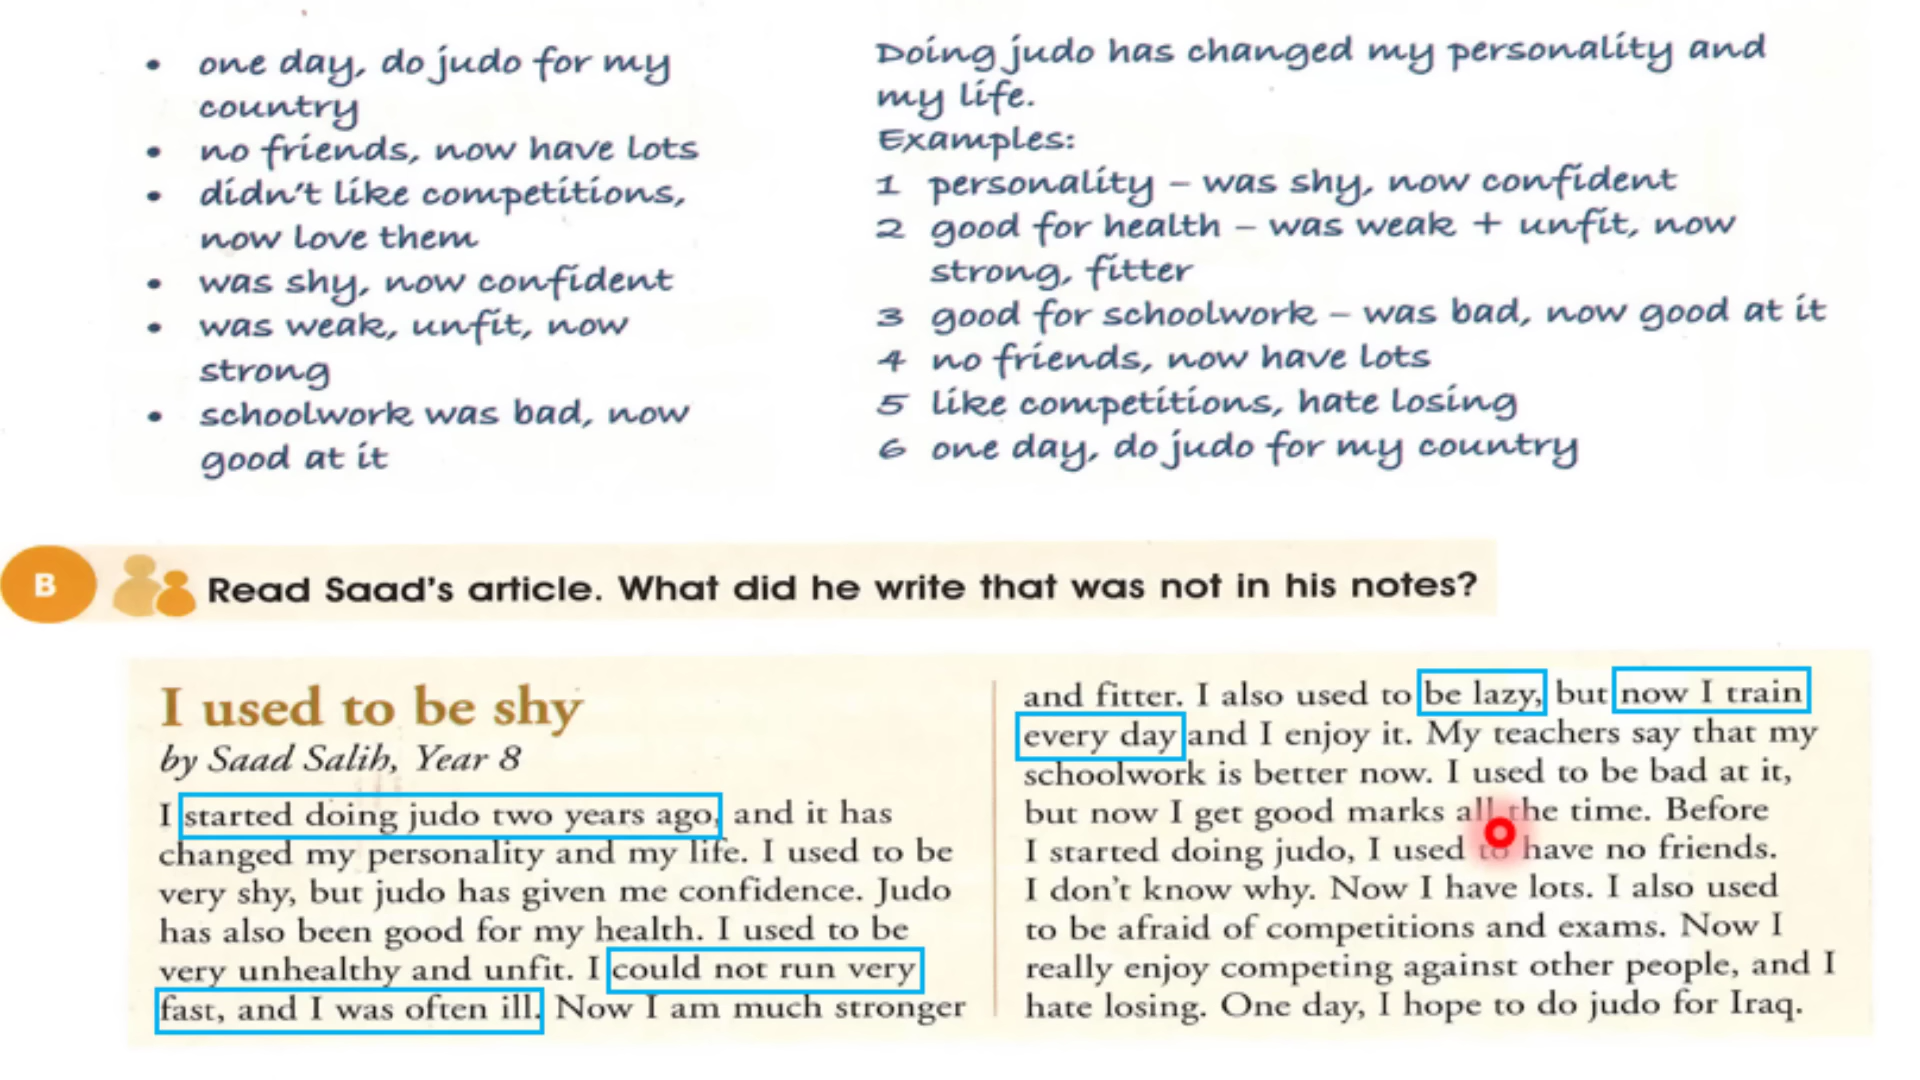 • one day, do judo for my
country
• no friends, now have lots
• didn't like competitions,
now love them
• was shy, now confident
• was weak, unfit, now
strong
• schoolwork was bad, now
good at it
Doing judo has changed my personality and
my life.
Examples:
1 personality – was shy, now confident
2 good for health – was weak + unfit, now
strong, fitter
3 good for schoolwork – was bad, now good at it
4 no friends, now have lots
5 like competitions, hate losing
6 one day, do judo for my country
B Read Saad's article. What did he write that was not in his notes?
I used to be shy
by Saad Salih, Year 8
I started doing judo two years ago, and it has
changed my personality and my life. I used to be
very shy, but judo has given me confidence. Judo
has also been good for my health. I used to be
very unhealthy and unfit. I could not run very
fast, and I was often ill. Now I am much stronger
and fitter. I also used to be lazy, but now I train
every day and I enjoy it. My teachers say that my
schoolwork is better now. I used to be bad at it,
but now I get good marks all the time. Before
I started doing judo, I used to have no friends.
I don't know why. Now I have lots. I also used
to be afraid of competitions and exams. Now I
really enjoy competing against other people, and I
hate losing. One day, I hope to do judo for Iraq.